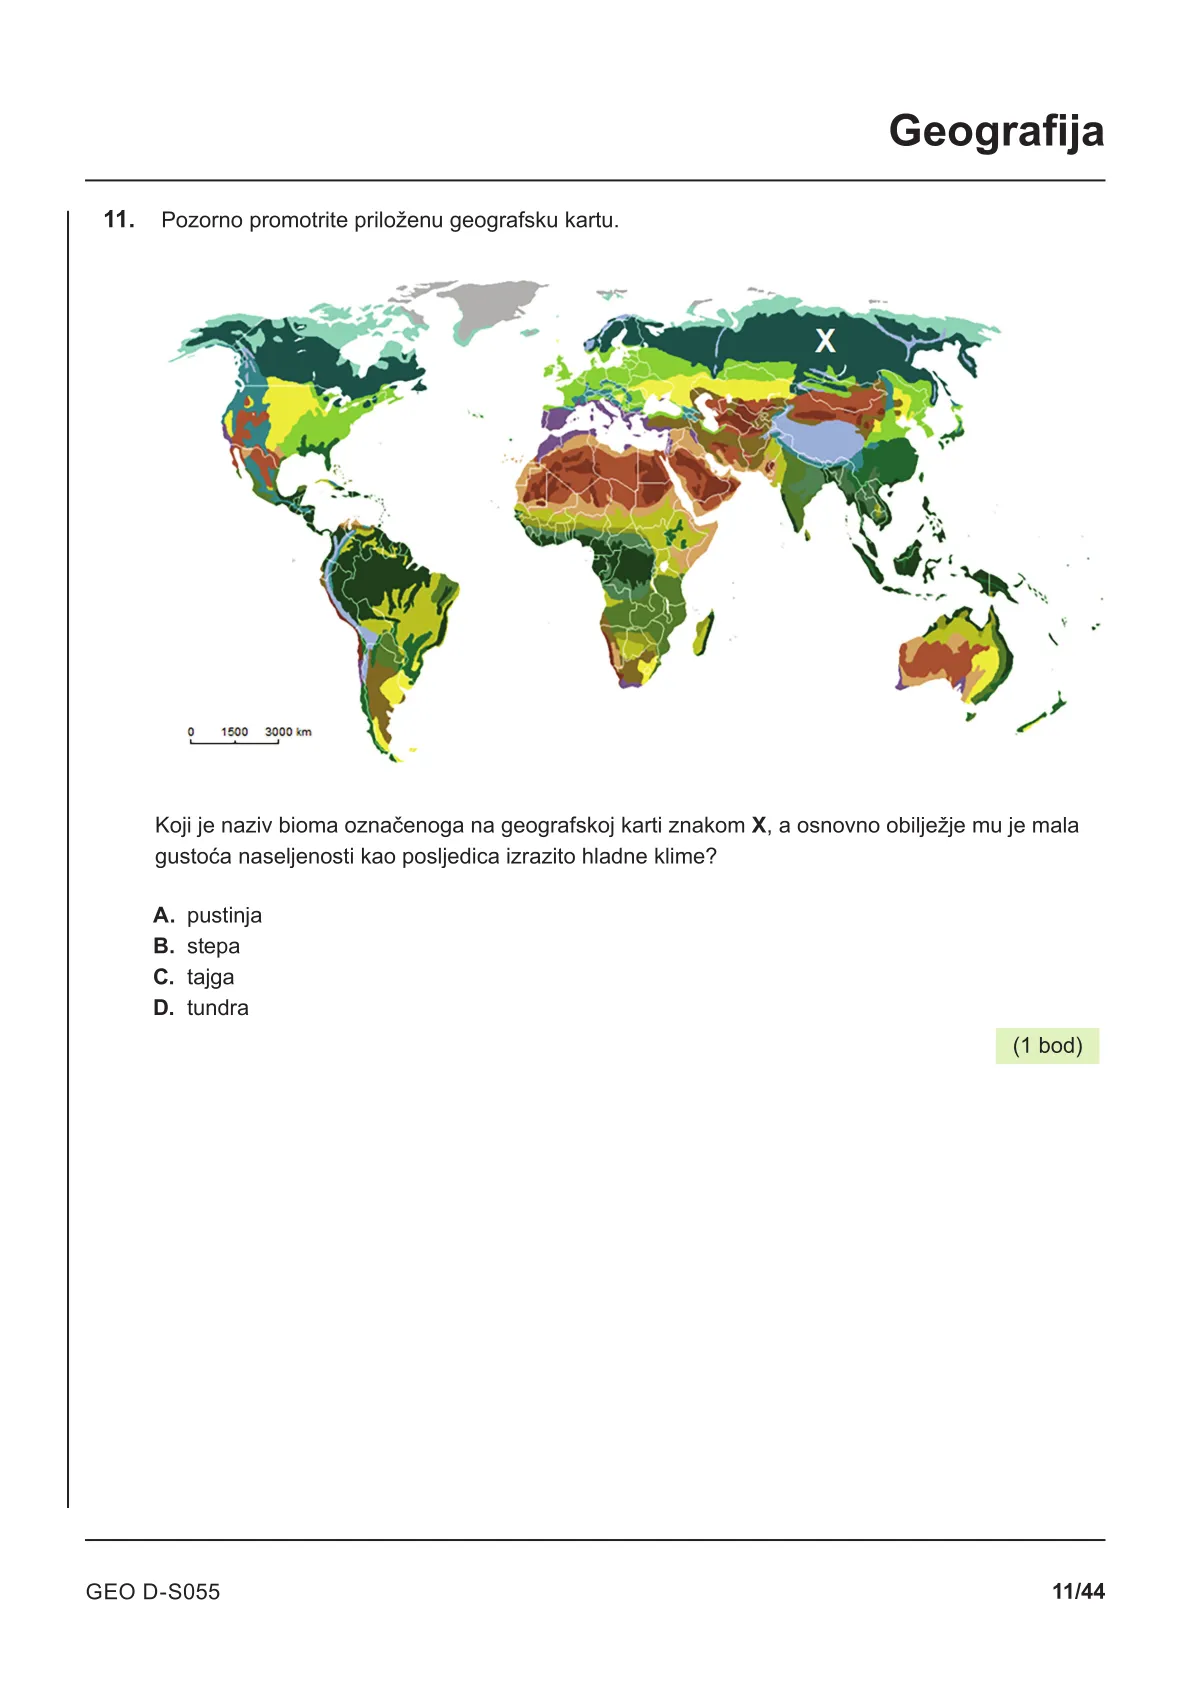 Geografija
11. Pozorno promotrite priloženu geografsku kartu.
X
0 1500 3000 km
Koji je naziv bioma označenoga na geografskoj karti znakom X, a osnovno obilježje mu je mala
gustoća naseljenosti kao posljedica izrazito hladne klime?
A. pustinja
B. stepa
C. tajga
D. tundra
(1 bod)
GEO D-S055
11/44